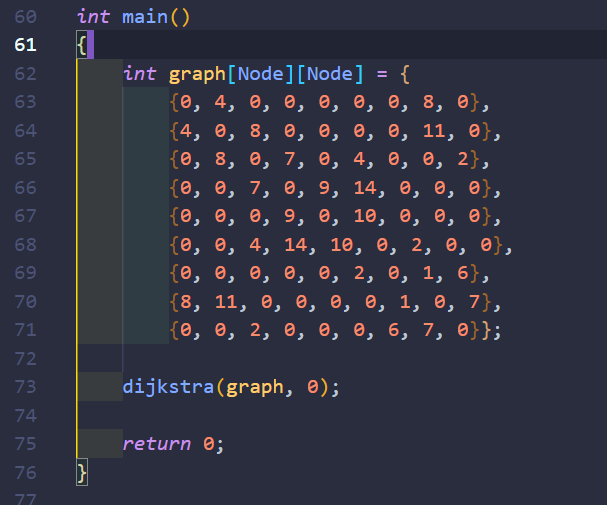 60 int main()
61 {
62 int graph[Node][Node] = {
63 {0, 4, 0, 0, 0, 0, 0, 8, 0},
64 {4, 0, 8, 0, 0, 0, 0, 11, 0},
65 {0, 8, 0, 7, 0, 4, 0, 0, 2},
66 {0, 0, 7, 0, 9, 14, 0, 0, 0},
67 {0, 0, 0, 9, 0, 10, 0, 0, 0},
68 {0, 0, 4, 14, 10, 0, 2, 0, 0},
69 {0, 0, 0, 0, 0, 2, 0, 1, 6},
70 {8, 11, 0, 0, 0, 0, 1, 0, 7},
71 {0, 0, 2, 0, 0, 0, 6, 7, 0}};
72
73 dijkstra(graph, 0);
74
75 return 0;
76 }
77